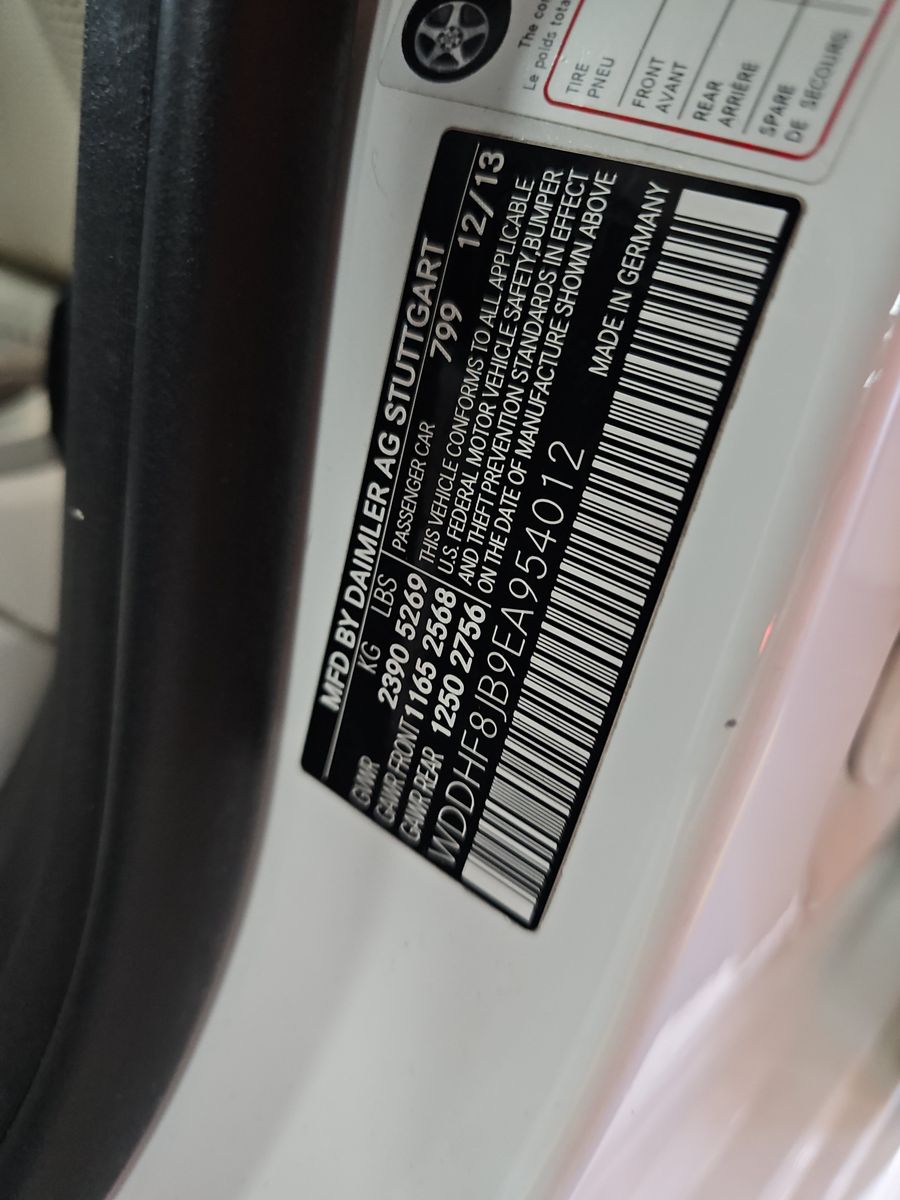 The co
Le poids tota
TIRE
PNEU
FRONT
AVANT
REAR
ARRIÈRE
SPARE
DE SECOURS
MFD BY DAIMLER AG STUTTGART
KG LBS
GVWR 2390 5269
GAWR FRONT 1165 2568
GAWR REAR 1250 2756
PASSENGER CAR 799 12/13
THIS VEHICLE CONFORMS TO ALL APPLICABLE
U.S. FEDERAL MOTOR VEHICLE SAFETY,BUMPER
AND THEFT PREVENTION STANDARDS IN EFFECT
ON THE DATE OF MANUFACTURE SHOWN ABOVE
WDDHF8JB9EA954012
MADE IN GERMANY